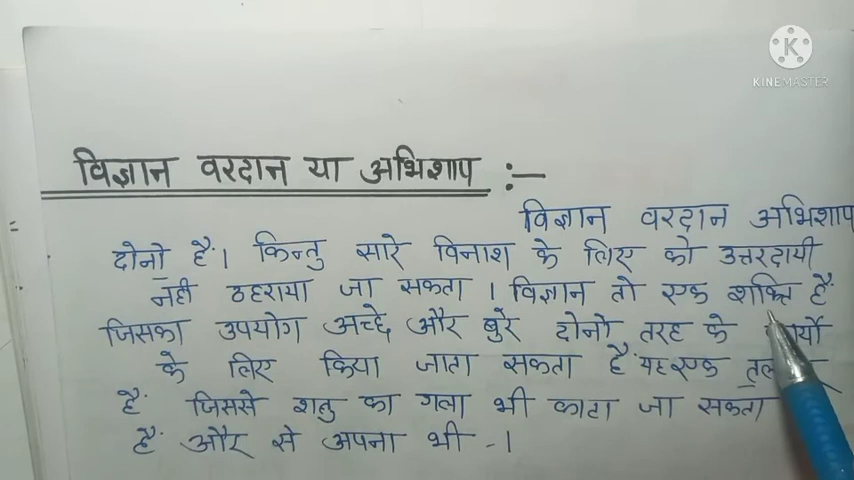 KINEMASTER
विज्ञान वरदान या अभिशाप :-
विज्ञान वरदान अभिशाप
दोनो हैं। किन्तु सारे विनाश के लिए को उत्तरदायी
नही ठहराया जा सकता । विज्ञान तो एक शक्ति हैं
जिसका उपयोग अच्छे और बुरे दोनो तरह के
के लिए किया जाता सकता हैं यह एक
हैं जिससे शत्रु का गला भी काटा जा सकता
हैं और से अपना भी -।